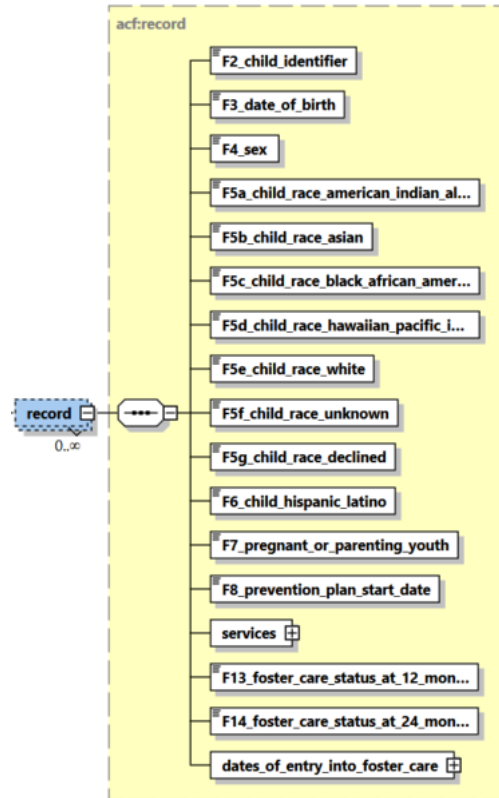 acf:record
F2_child_identifier
F3_date_of_birth
F4_sex
F5a_child_race_american_indian_al...
F5b_child_race_asian
F5c_child_race_black_african_amer...
F5d_child_race_hawaiian_pacific_i...
F5e_child_race_white
record
F5f_child_race_unknown
0..∞
F5g_child_race_declined
F6_child_hispanic_latino
F7_pregnant_or_parenting_youth
F8_prevention_plan_start_date
services
F13_foster_care_status_at_12_mon...
F14_foster_care_status_at_24_mon...
dates_of_entry_into_foster_care